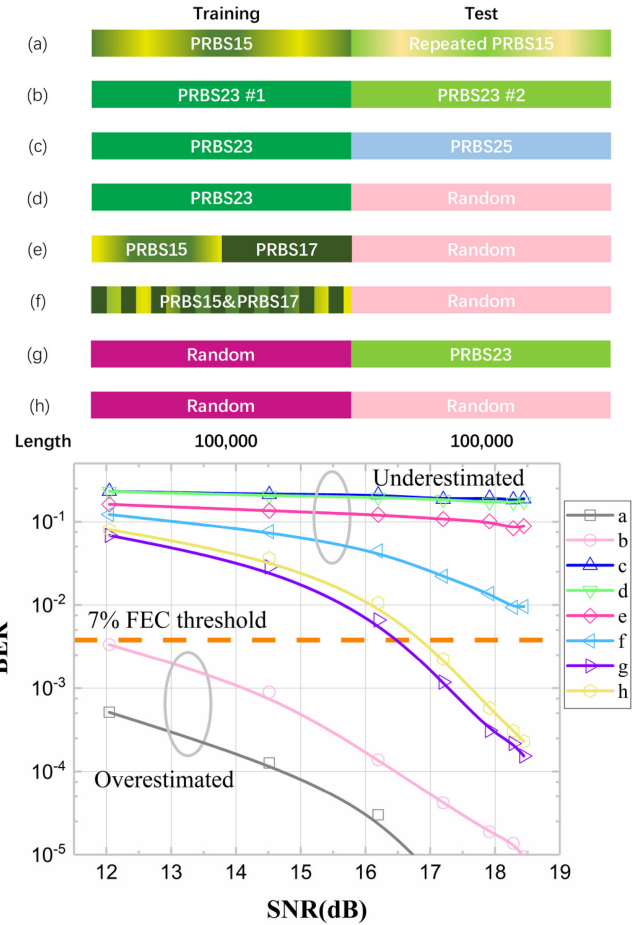 Training Test
(a) PRBS15 Repeated PRBS15
(b) PRBS23 #1 PRBS23 #2
(c) PRBS23 PRBS25
(d) PRBS23 Random
(e) PRBS15 PRBS17 Random
(f) PRBS15&PRBS17 Random
(g) Random PRBS23
(h) Random Random
Length 100,000 100,000
Underestimated
10-1
a
b
c
10-2
d
7% FEC threshold
e
BER
f
g
10-3
h
10-4
Overestimated
10-5
12 13 14 15 16 17 18 19
SNR(dB)